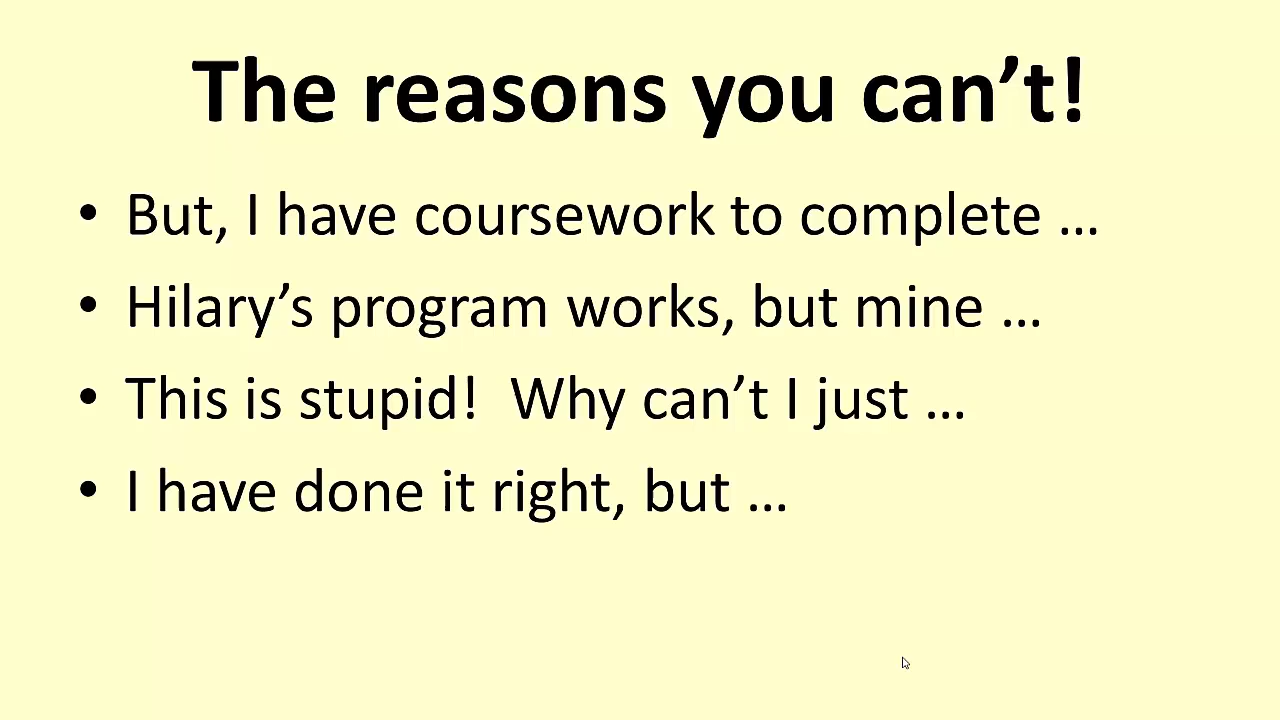 The reasons you can’t!
• But, I have coursework to complete …
• Hilary’s program works, but mine …
• This is stupid!  Why can’t I just …
• I have done it right, but …